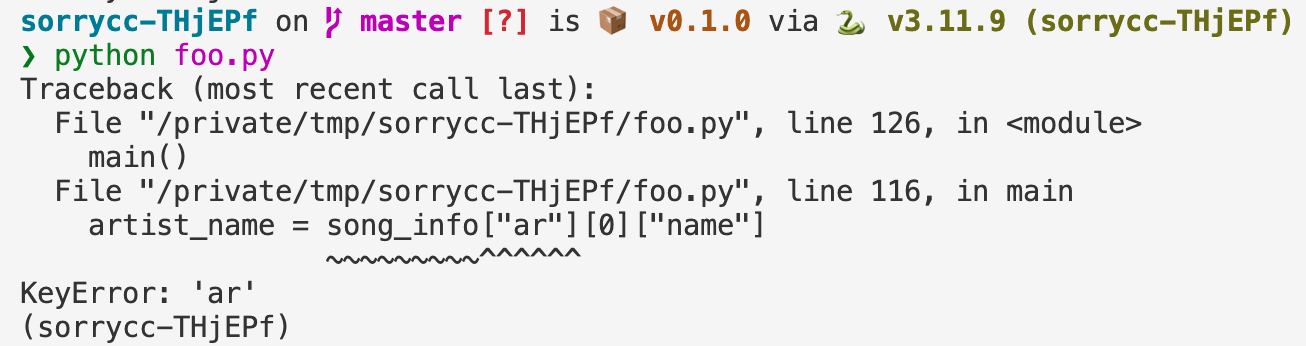 sorrycc-THjEPf on master [?] is 📦 v0.1.0 via 🐍 v3.11.9 (sorrycc-THjEPf)
❯ python foo.py
Traceback (most recent call last):
  File "/private/tmp/sorrycc-THjEPf/foo.py", line 126, in <module>
    main()
  File "/private/tmp/sorrycc-THjEPf/foo.py", line 116, in main
    artist_name = song_info["ar"][0]["name"]
                  ~~~~~~~~~^^^^^^
KeyError: 'ar'
(sorrycc-THjEPf)